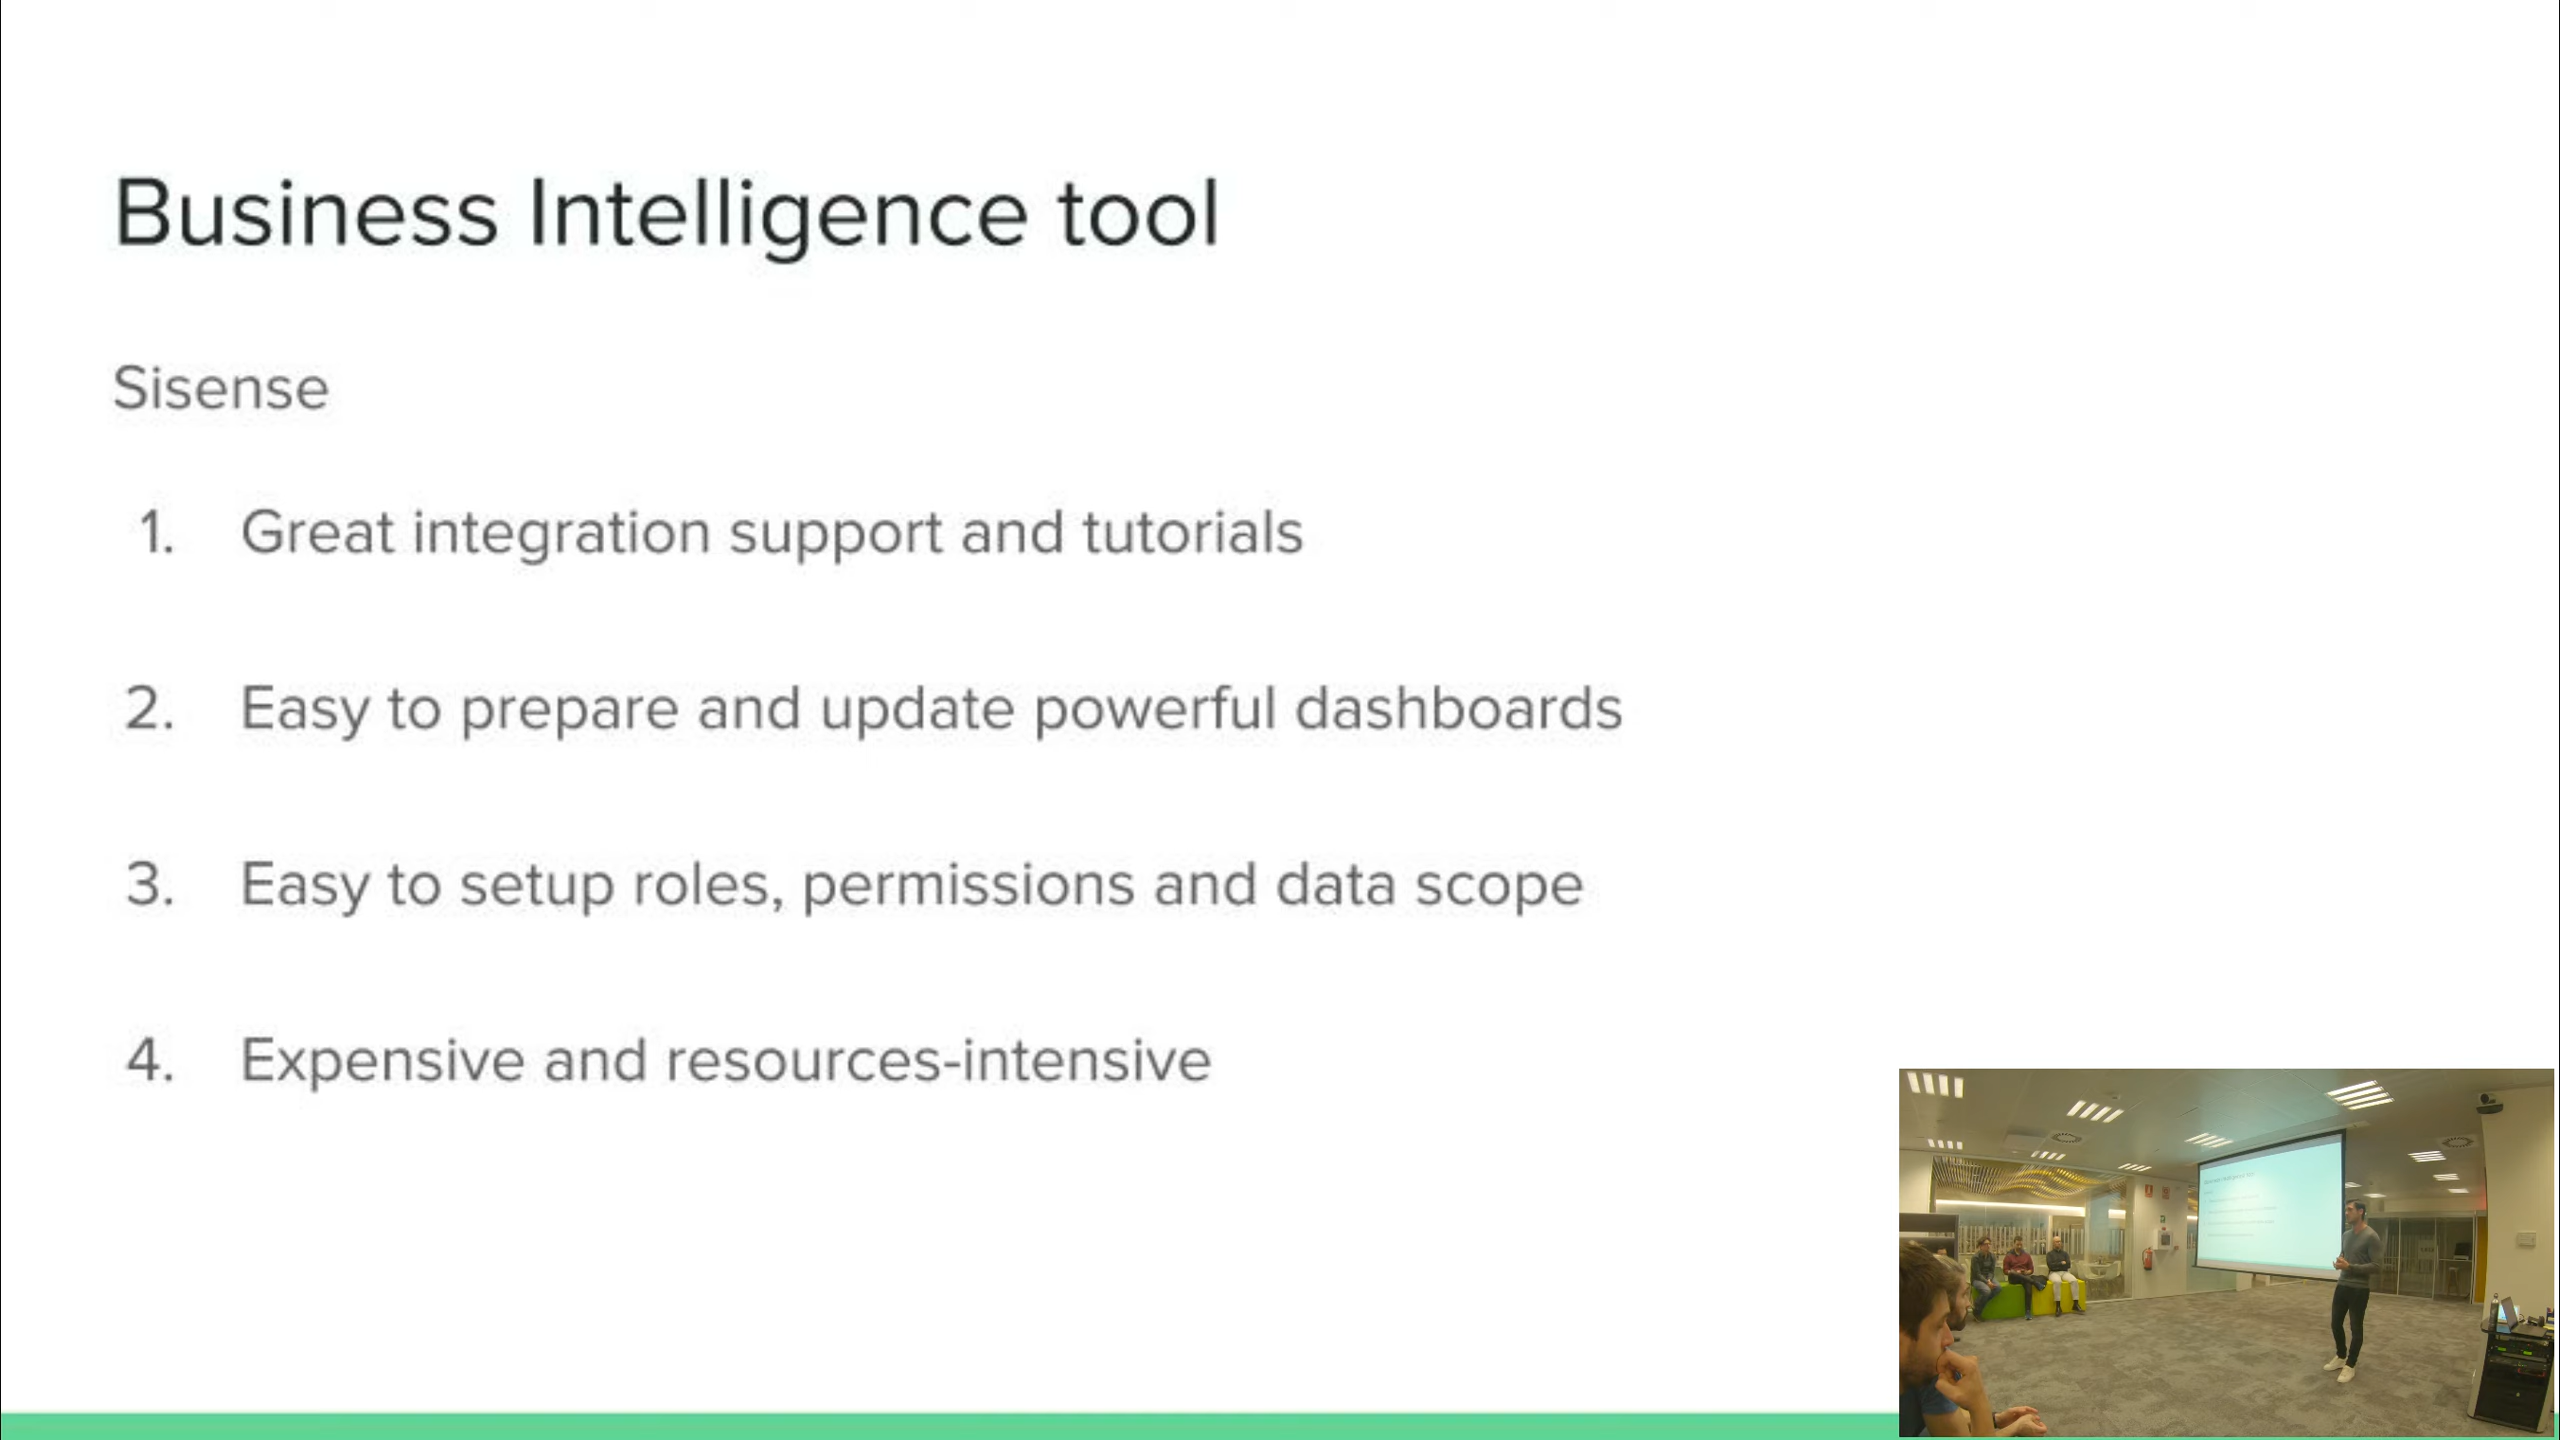 Business Intelligence tool
Sisense
1. Great integration support and tutorials
2. Easy to prepare and update powerful dashboards
3. Easy to setup roles, permissions and data scope
4. Expensive and resources-intensive